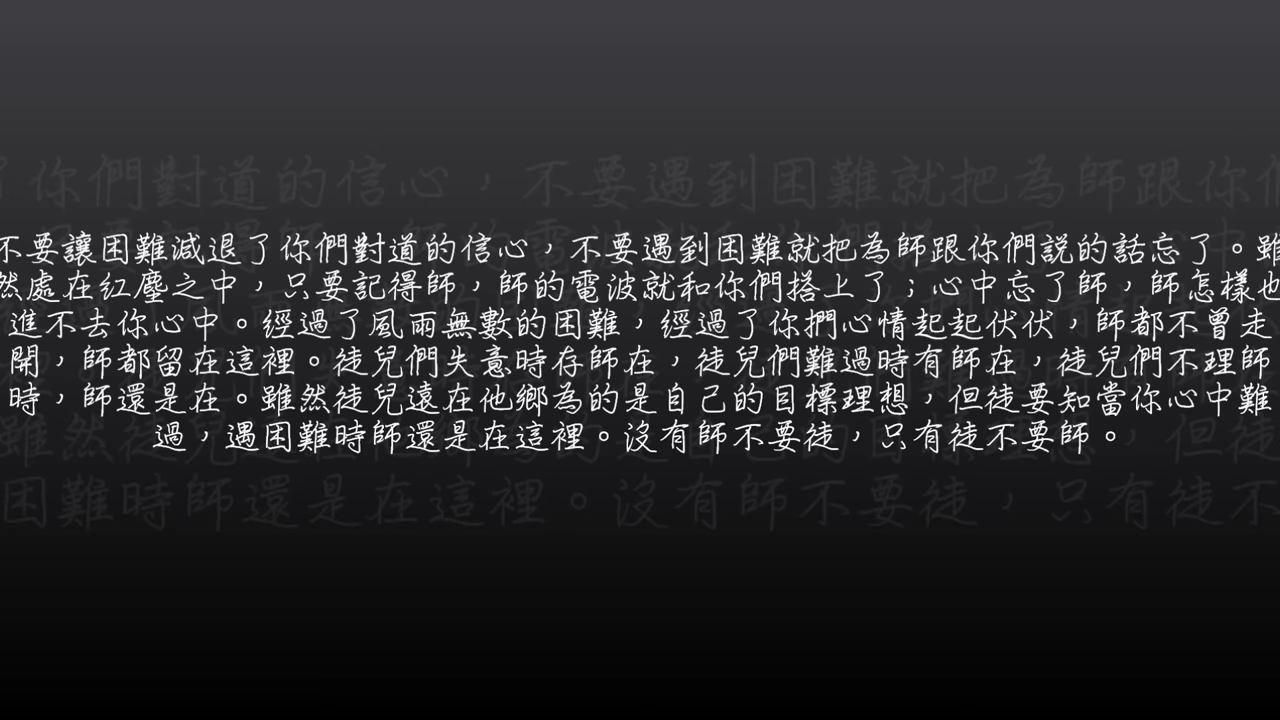 不要讓困難減退了你們對道的信心，不要遇到困難就把為師跟你們説的話忘了。雖
然處在红塵之中，只要記得師，師的電波就和你們搭上了；心中忘了師，師怎樣也
進不去你心中。經過了風雨無數的困難，經過了你捫心情起起伏伏，師都不曾走
開，師都留在這裡。徒兒們失意時存師在，徒兒們難過時有師在，徒兒們不理師
時，師還是在。雖然徒兒遠在他鄉為的是自己的目標理想，但徒要知當你心中難
過，遇困難時師還是在這裡。沒有師不要徒，只有徒不要師。